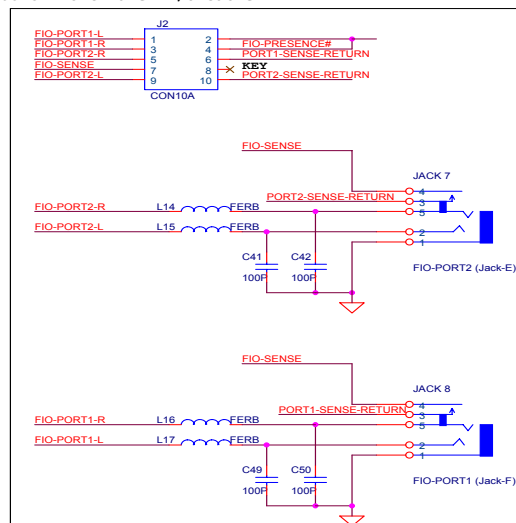 J2
FIO-PORT1-L 1 2
FIO-PORT1-R 3 4 FIO-PRESENCE#
FIO-PORT2-R 5 6 PORT1-SENSE-RETURN
FIO-SENSE 7 8 KEY
FIO-PORT2-L 9 10 PORT2-SENSE-RETURN
CON10A
FIO-SENSE
JACK 7
4
PORT2-SENSE-RETURN 3
FIO-PORT2-R L14 FERB 5
FIO-PORT2-L L15 FERB 2
1
C41 C42
100P 100P
FIO-PORT2 (Jack-E)
FIO-SENSE
JACK 8
4
PORT1-SENSE-RETURN 3
FIO-PORT1-R L16 FERB 5
FIO-PORT1-L L17 FERB 2
1
C49 C50
100P 100P
FIO-PORT1 (Jack-F)